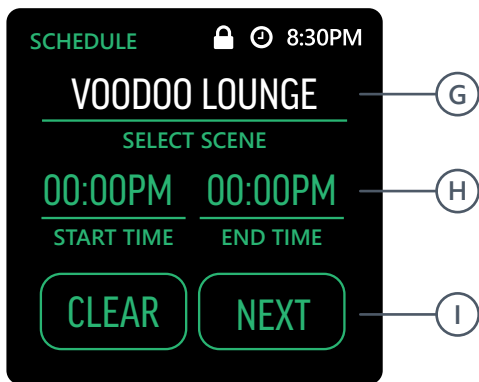 SCHEDULE 8:30PM
VOODOO LOUNGE G
SELECT SCENE
00:00PM 00:00PM H
START TIME END TIME
CLEAR NEXT I